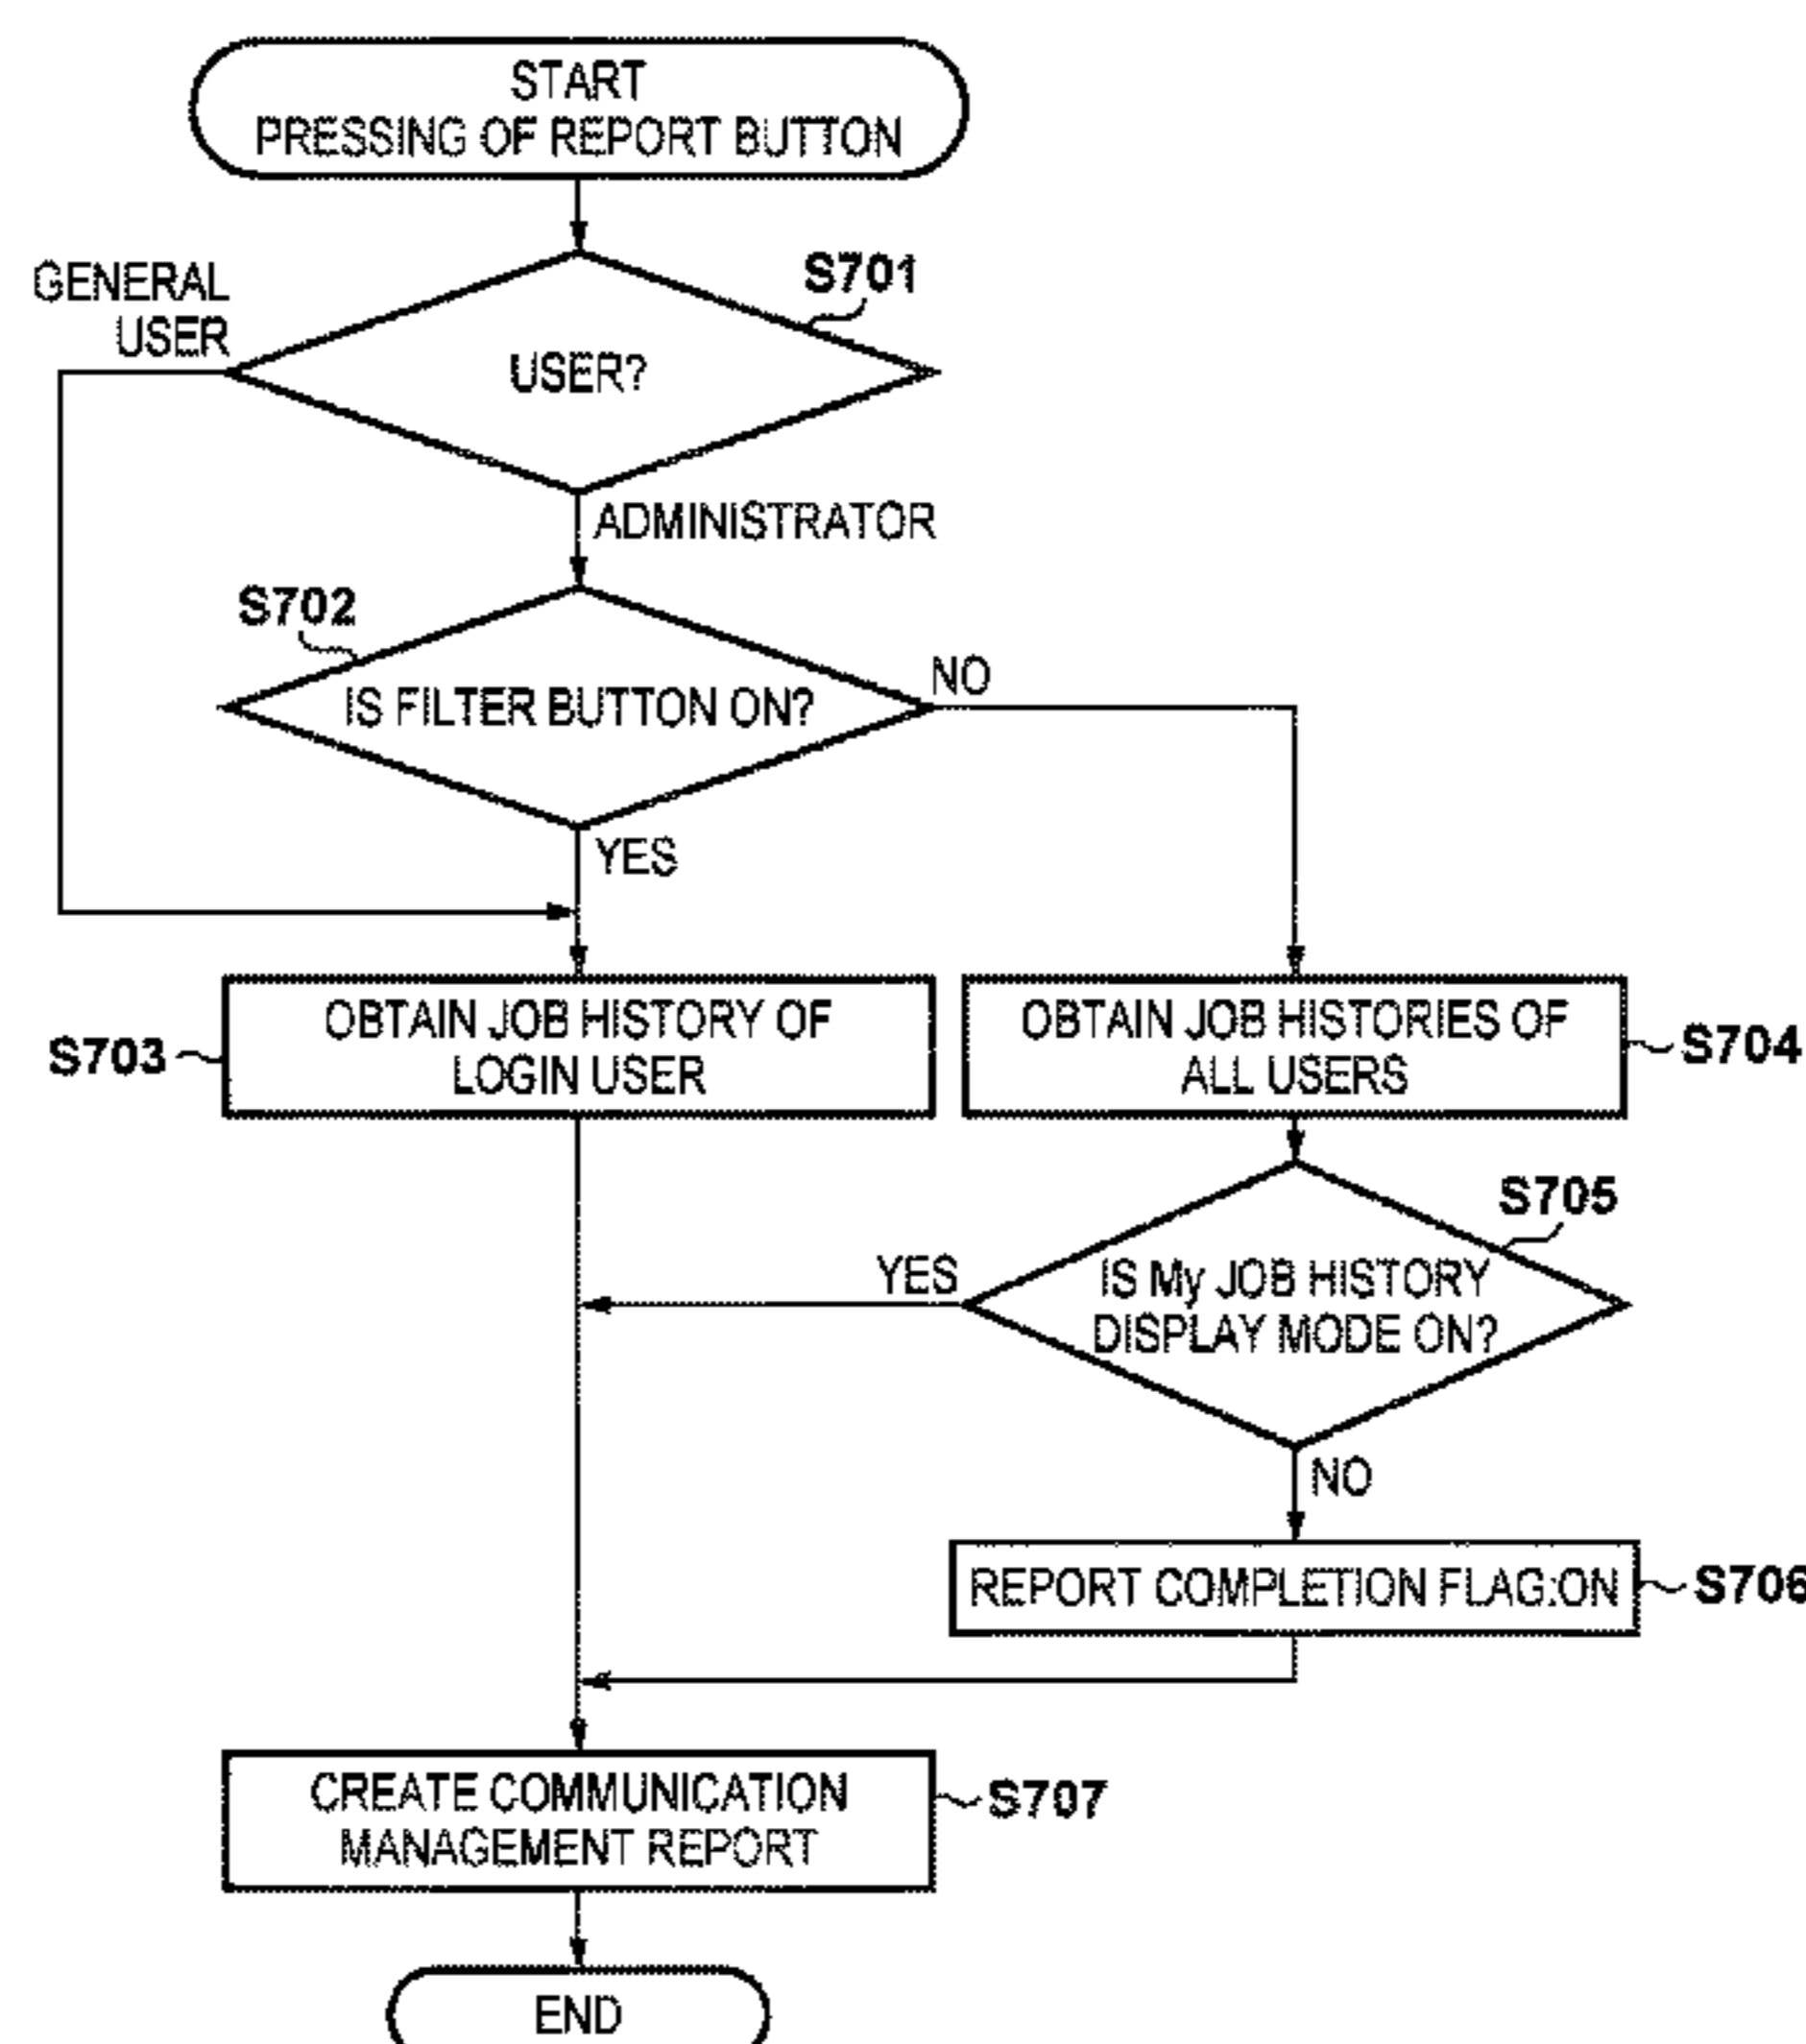 START
PRESSING OF REPORT BUTTON
GENERAL
USER
S701
USER?
ADMINISTRATOR
S702
IS FILTER BUTTON ON?
NO
YES
S703
OBTAIN JOB HISTORY OF
LOGIN USER
OBTAIN JOB HISTORIES OF
ALL USERS
S704
S705
YES
IS My JOB HISTORY
DISPLAY MODE ON?
NO
REPORT COMPLETION FLAG:ON
S706
CREATE COMMUNICATION
MANAGEMENT REPORT
S707
END